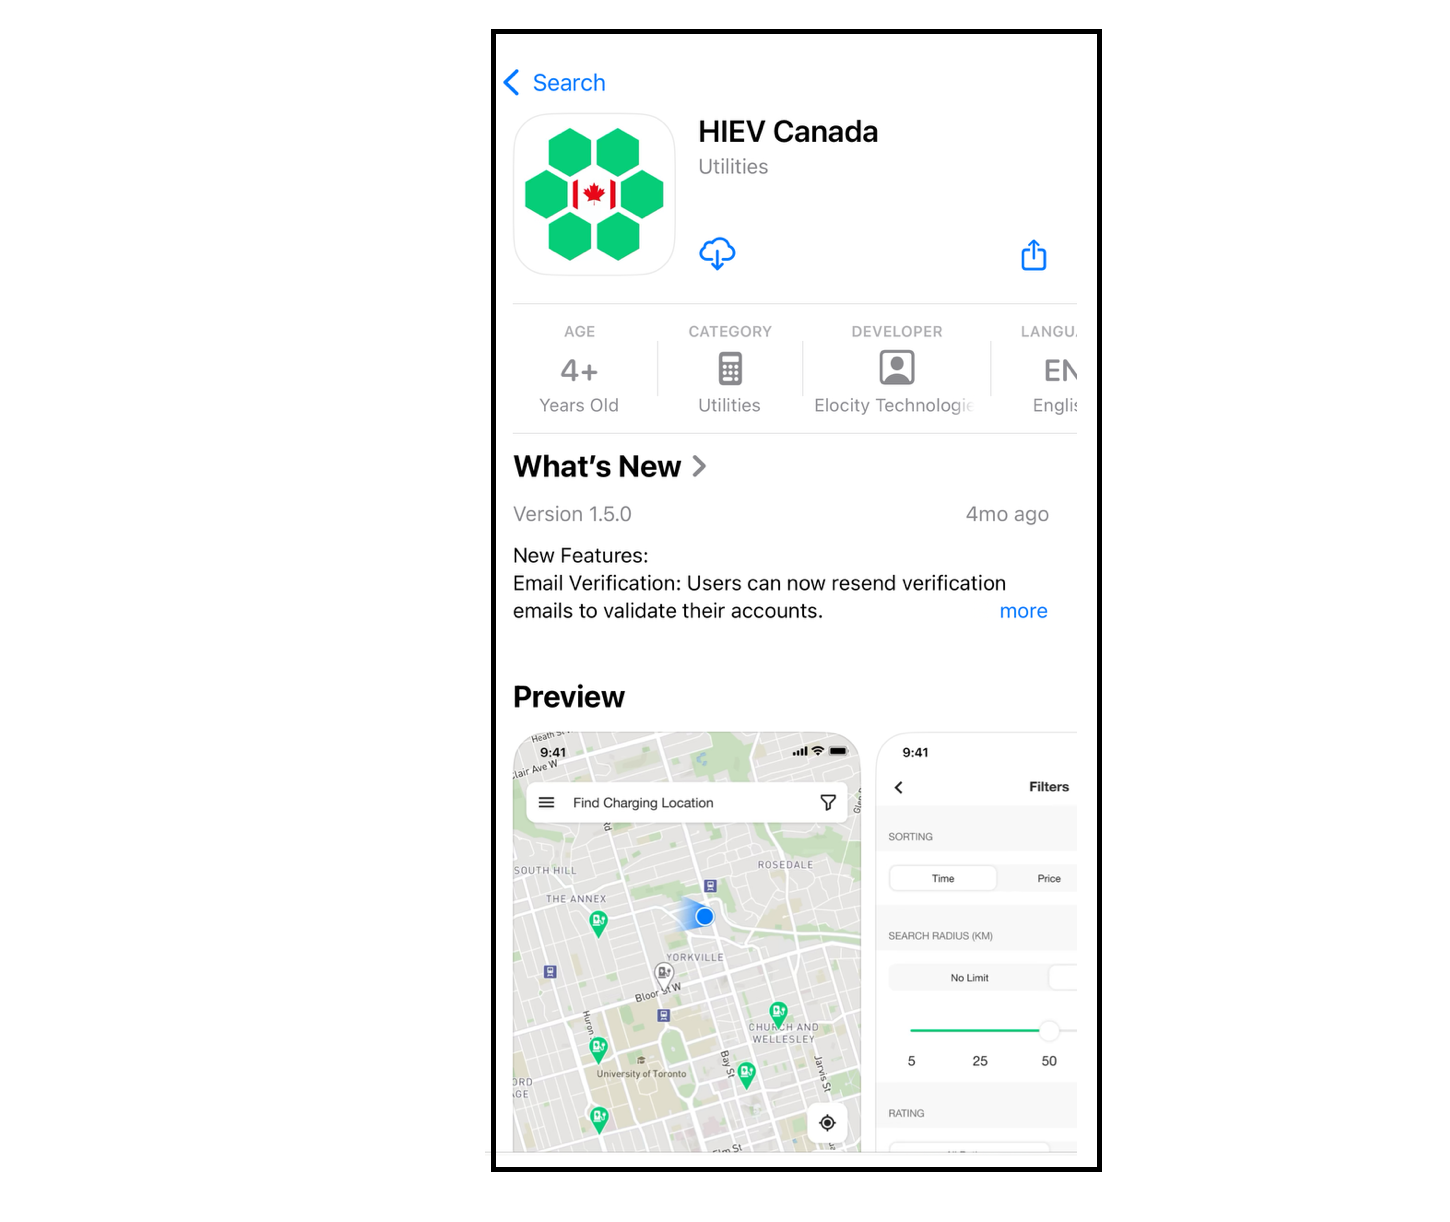 Search
HIEV Canada
Utilities
AGE
4+
Years Old
CATEGORY
Utilities
DEVELOPER
Elocity Technologie
LANGU
EN
Englis
What's New
Version 1.5.0
4mo ago
New Features:
Email Verification: Users can now resend verification
emails to validate their accounts.
more
Preview
Heath St
9:41
clair Ave W
Find Charging Location
Rd
SOUTH HILL
ROSEDALE
THE ANNEX
YORKVILLE
Bloor St W
Huron
CHURCH AND
WELLESLEY
Bay St
Jarvis St
University of Toronto
ORD
AGE
Elm St
9:41
Filters
SORTING
Time
Price
SEARCH RADIUS (KM)
No Limit
5
25
50
RATING